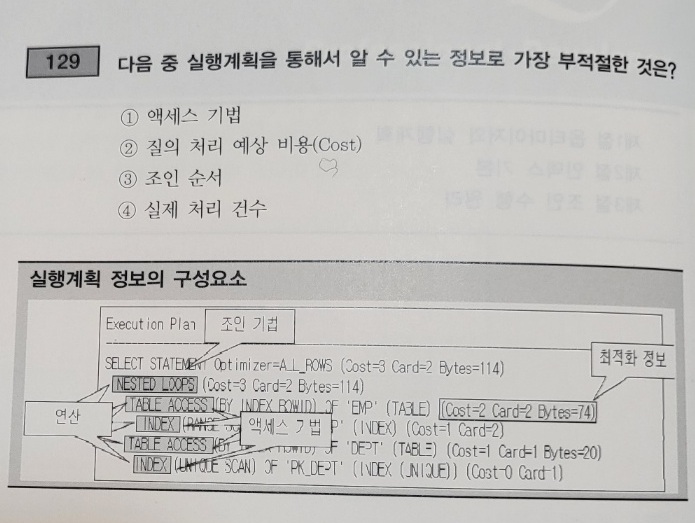 129 다음 중 실행계획을 통해서 알 수 있는 정보로 가장 부적절한 것은?
① 액세스 기법
② 질의 처리 예상 비용(Cost)
③ 조인 순서
④ 실제 처리 건수
실행계획 정보의 구성요소
Execution Plan 조인 기법
SELECT STATEMENT Optimizer=ALL_ROWS (Cost=3 Card=2 Bytes=114)
최적화 정보
NESTED LOOPS (Cost=3 Card=2 Bytes=114)
TABLE ACCESS (BY INDEX ROWID) OF 'EMP' (TABLE) (Cost=2 Card=2 Bytes=74)
연산
INDEX (RANGE 액세스 기법 (INDEX) (Cost=1 Card=2)
TABLE ACCESS (BY INDEX ROWID) OF 'DEPT' (TABLE) (Cost=1 Card=1 Bytes=20)
INDEX (UNIQUE SCAN) OF 'PK_DEPT' (INDEX (UNIQUE)) (Cost=0 Card=1)